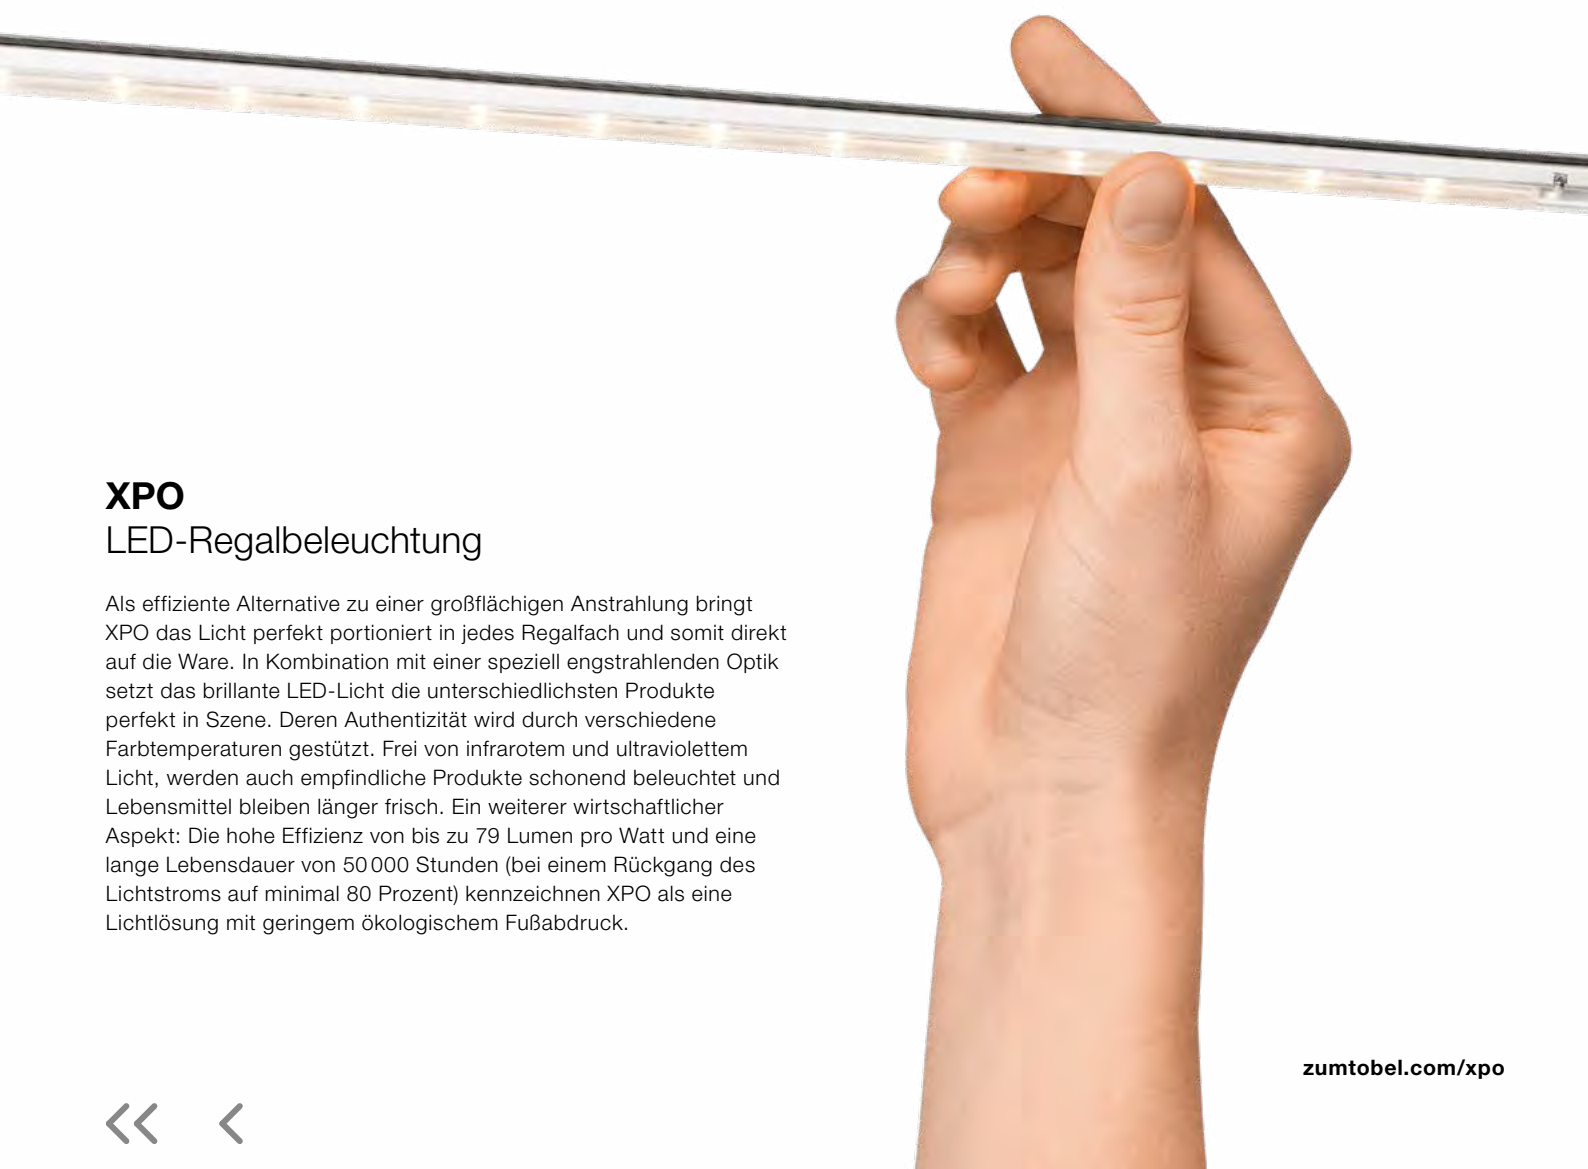 XPO
LED-Regalbeleuchtung
Als effiziente Alternative zu einer großflächigen Anstrahlung bringt
XPO das Licht perfekt portioniert in jedes Regalfach und somit direkt
auf die Ware. In Kombination mit einer speziell engstrahlenden Optik
setzt das brillante LED-Licht die unterschiedlichsten Produkte
perfekt in Szene. Deren Authentizität wird durch verschiedene
Farbtemperaturen gestützt. Frei von infrarotem und ultraviolettem
Licht, werden auch empfindliche Produkte schonend beleuchtet und
Lebensmittel bleiben länger frisch. Ein weiterer wirtschaftlicher
Aspekt: Die hohe Effizienz von bis zu 79 Lumen pro Watt und eine
lange Lebensdauer von 50 000 Stunden (bei einem Rückgang des
Lichtstroms auf minimal 80 Prozent) kennzeichnen XPO als eine
Lichtlösung mit geringem ökologischem Fußabdruck.
zumtobel.com/xpo